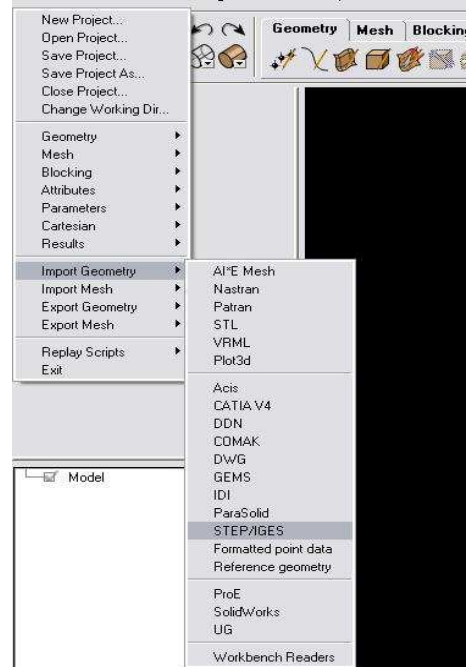 New Project...
Open Project...
Save Project...
Save Project As...
Close Project...
Change Working Dir...
Geometry
Mesh
Blocking
Attributes
Parameters
Cartesian
Results
Import Geometry
Import Mesh
Export Geometry
Export Mesh
Replay Scripts
Exit
Geometry Mesh Blocking
AI*E Mesh
Nastran
Patran
STL
VRML
Plot3d
Acis
CATIA V4
DDN
COMAK
DWG
GEMS
IDI
ParaSolid
STEP/IGES
Formatted point data
Reference geometry
ProE
SolidWorks
UG
Workbench Readers
Model